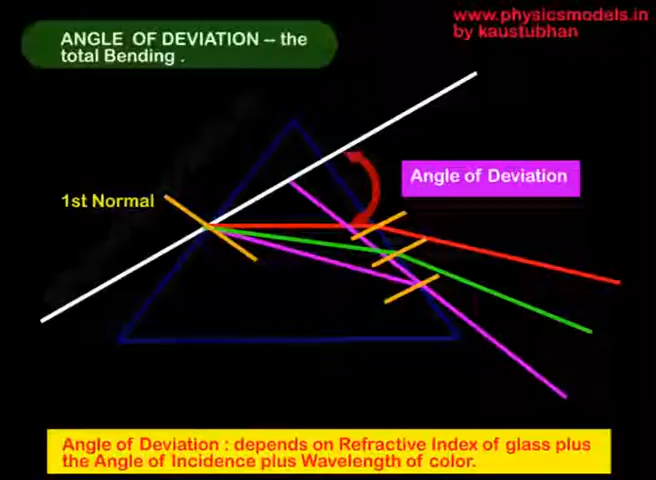 ANGLE OF DEVIATION -- the
total Bending .
www.physicsmodels.in
by kaustubhan
Angle of Deviation
1st Normal
Angle of Deviation : depends on Refractive Index of glass plus
the Angle of Incidence plus Wavelength of color.